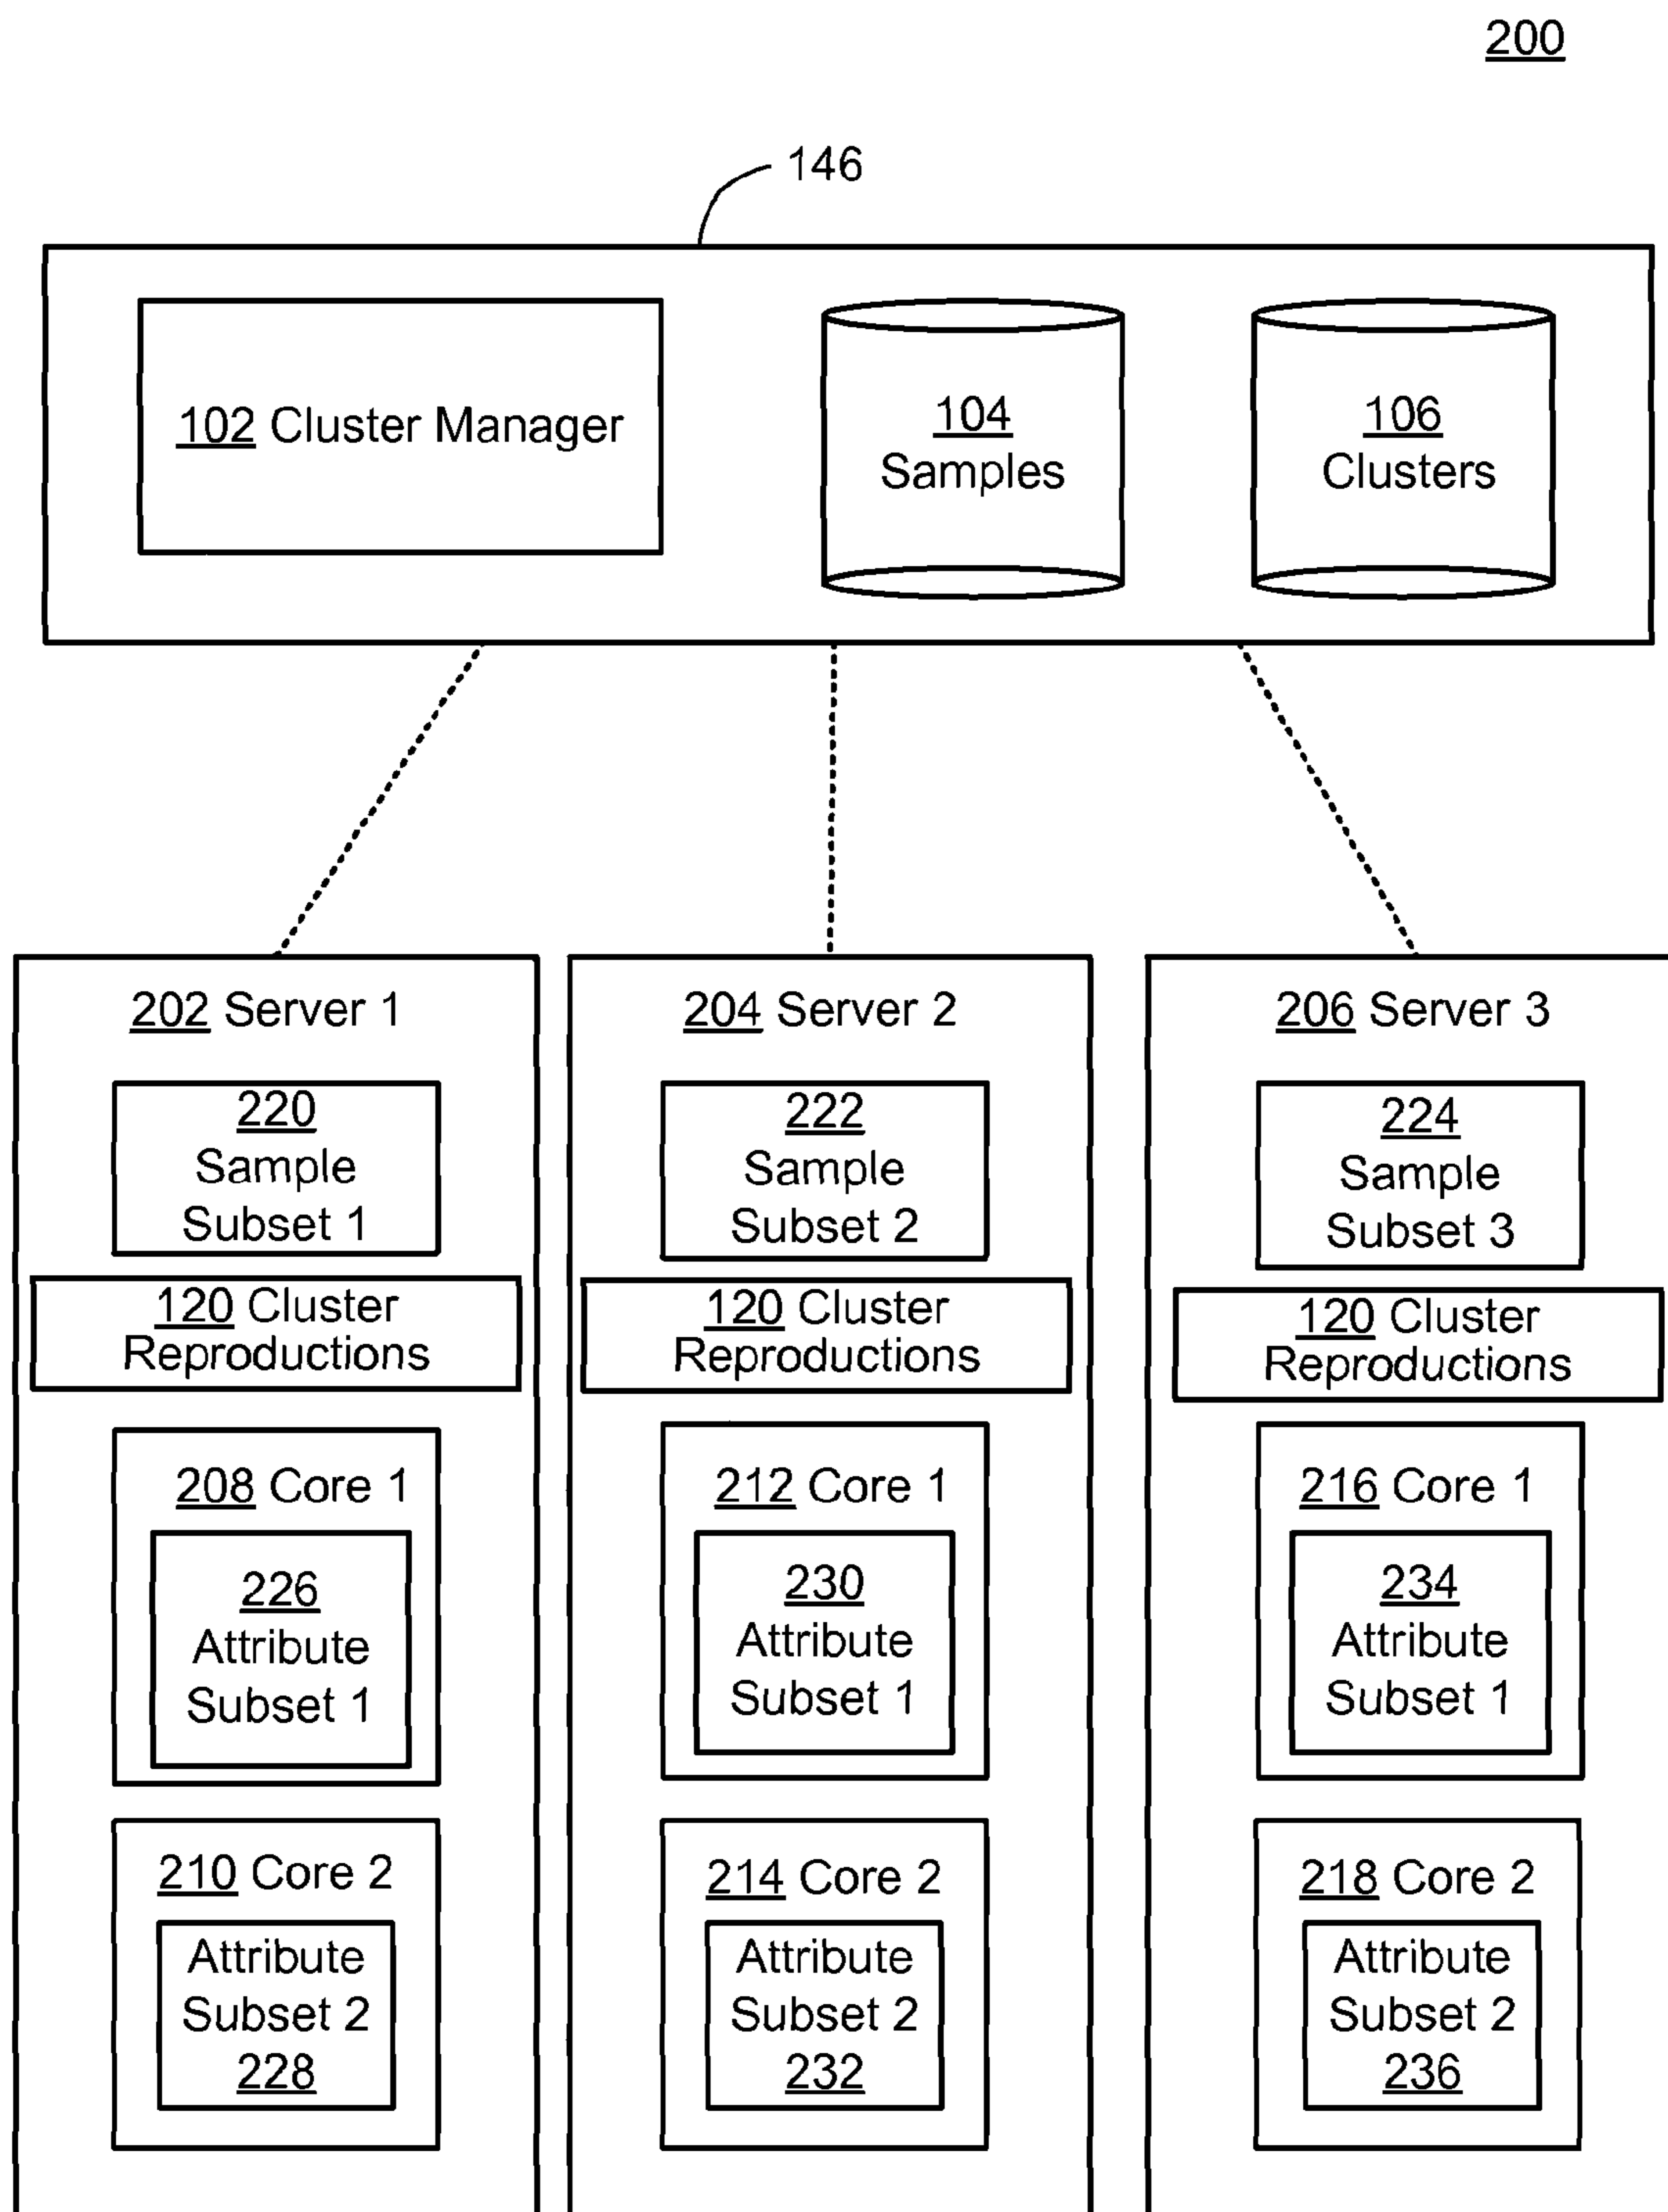 200
146
102 Cluster Manager
104
Samples
106
Clusters
202 Server 1
220
Sample
Subset 1
120 Cluster
Reproductions
208 Core 1
226
Attribute
Subset 1
210 Core 2
Attribute
Subset 2
228
204 Server 2
222
Sample
Subset 2
120 Cluster
Reproductions
212 Core 1
230
Attribute
Subset 1
214 Core 2
Attribute
Subset 2
232
206 Server 3
224
Sample
Subset 3
120 Cluster
Reproductions
216 Core 1
234
Attribute
Subset 1
218 Core 2
Attribute
Subset 2
236